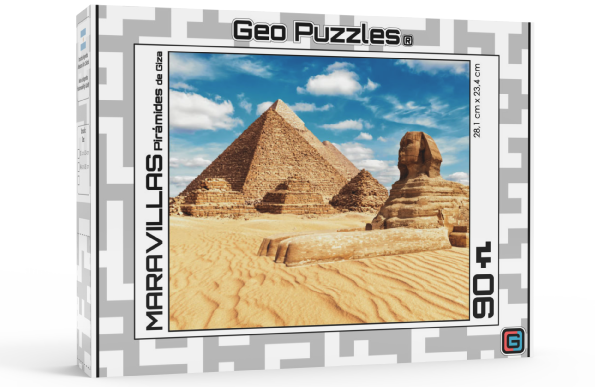 Geo Puzzles®
MARAVILLAS
Pirámides de Giza
28,1 cm x 23,4 cm
90